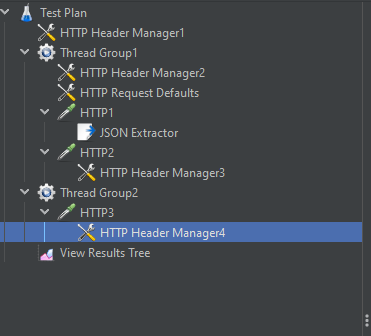 Test Plan
HTTP Header Manager1
Thread Group1
HTTP Header Manager2
HTTP Request Defaults
HTTP1
JSON Extractor
HTTP2
HTTP Header Manager3
Thread Group2
HTTP3
HTTP Header Manager4
View Results Tree